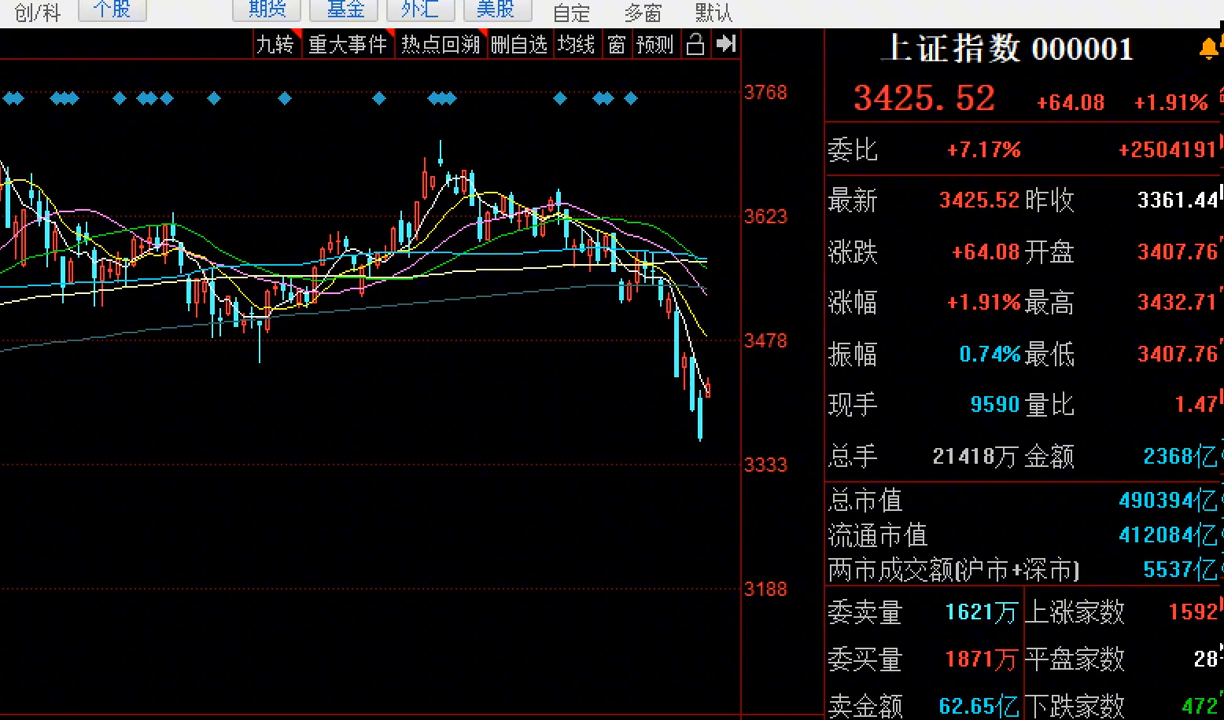 创/科 个股 期货 基金 外汇 美股 自定 多窗 默认
九转 重大事件 热点回溯 删自选 均线 窗 预测
上证指数 000001
3425.52 +64.08 +1.91%
委比 +7.17% +2504191
最新 3425.52 昨收 3361.44
涨跌 +64.08 开盘 3407.76
涨幅 +1.91% 最高 3432.71
振幅 0.74% 最低 3407.76
现手 9590 量比 1.47
总手 21418万 金额 2368亿
总市值 490394亿
流通市值 412084亿
两市成交额(沪市+深市) 5537亿
委卖量 1621万 上涨家数 1592
委买量 1871万 平盘家数 28
卖金额 62.65亿 下跌家数 472
3768
3623
3478
3333
3188